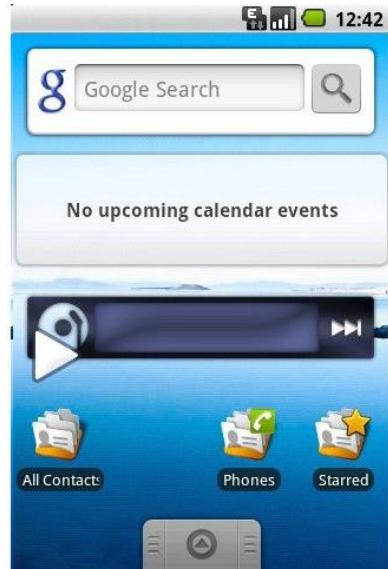 E 12:42
g Google Search
No upcoming calendar events
All Contacts Phones Starred